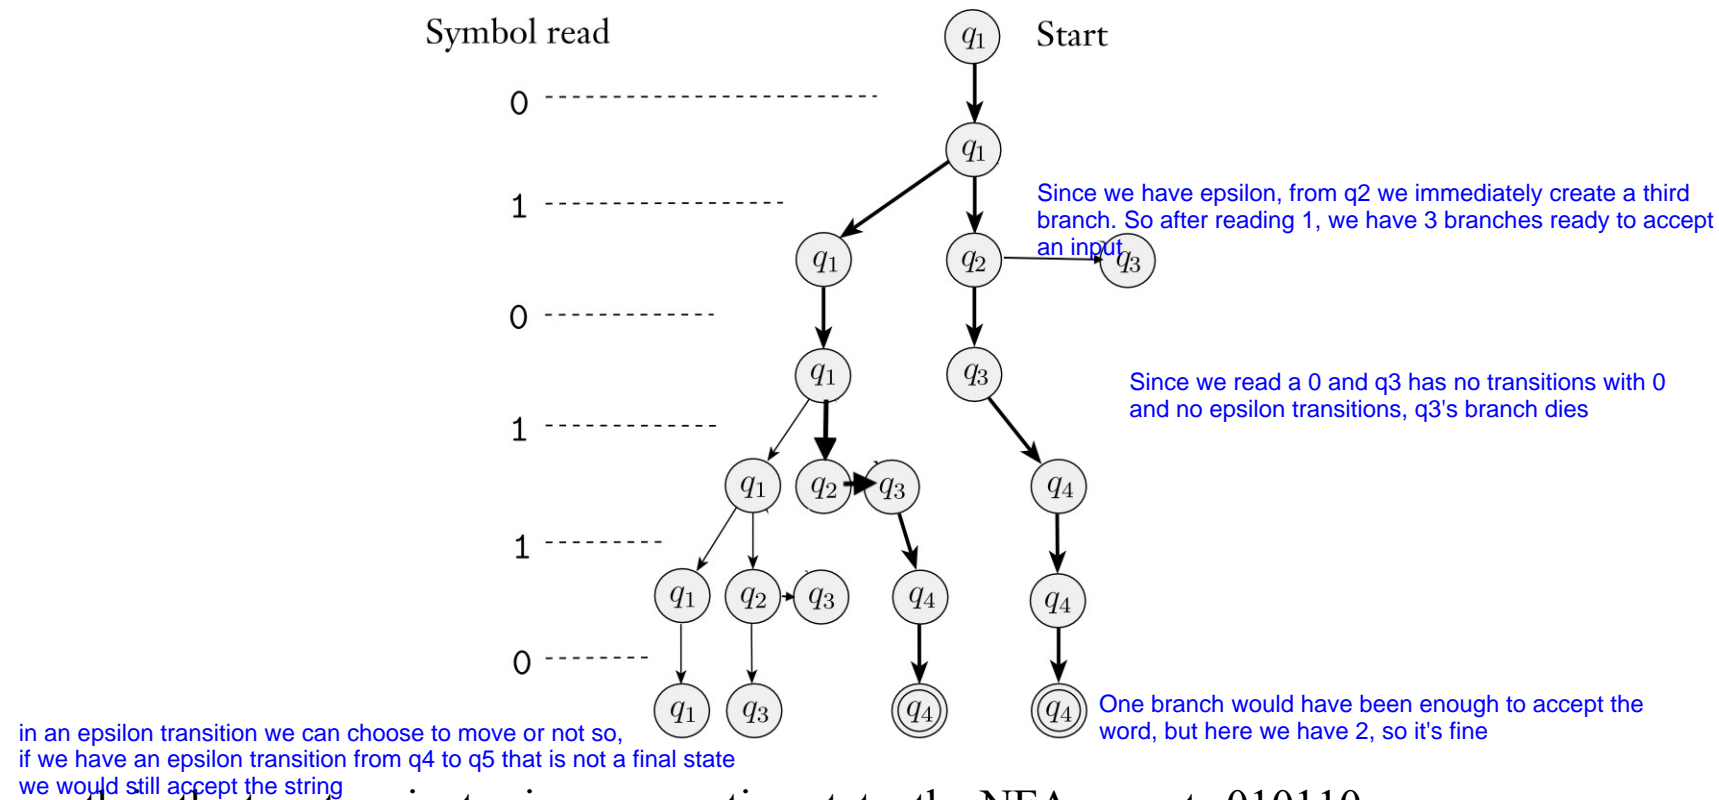 Symbol read
q1 Start
0
q1
1
Since we have epsilon, from q2 we immediately create a third
branch. So after reading 1, we have 3 branches ready to accept
an input
q1 q2 q3
0
q1 q3
Since we read a 0 and q3 has no transitions with 0
and no epsilon transitions, q3's branch dies
1
q1 q2 q3 q4
1
q1 q2 q3 q4 q4
0
q1 q3 q4 q4
One branch would have been enough to accept the
word, but here we have 2, so it's fine
in an epsilon transition we can choose to move or not so,
if we have an epsilon transition from q4 to q5 that is not a final state
we would still accept the string
the NFA accepts 010110